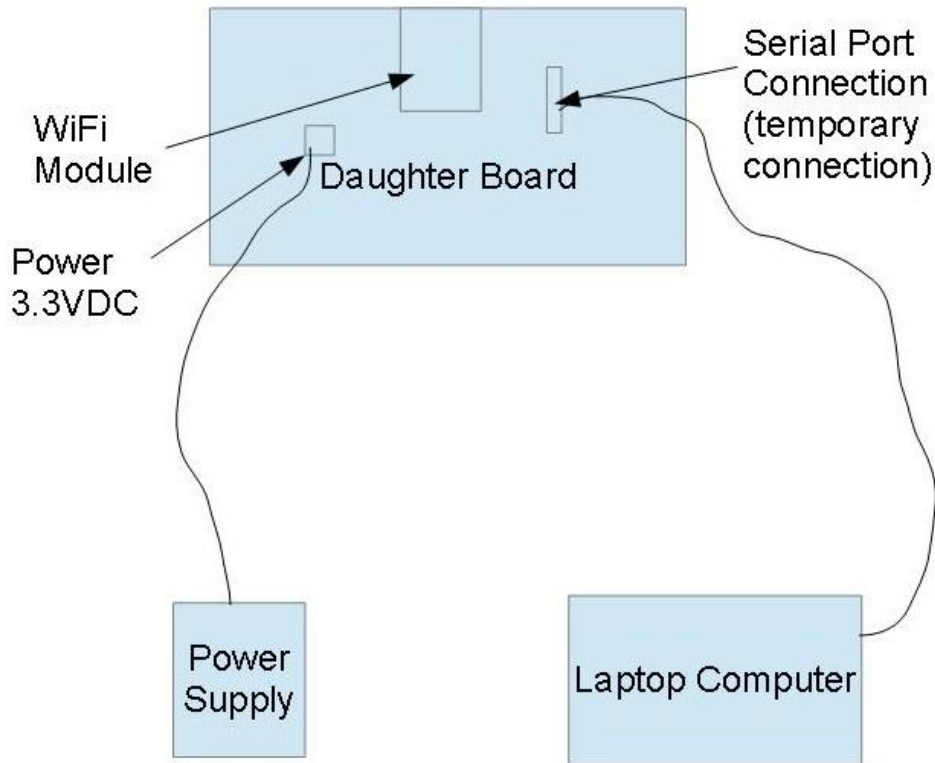 Serial Port
Connection
(temporary
connection)
WiFi
Module
Daughter Board
Power
3.3VDC
Power
Supply
Laptop Computer